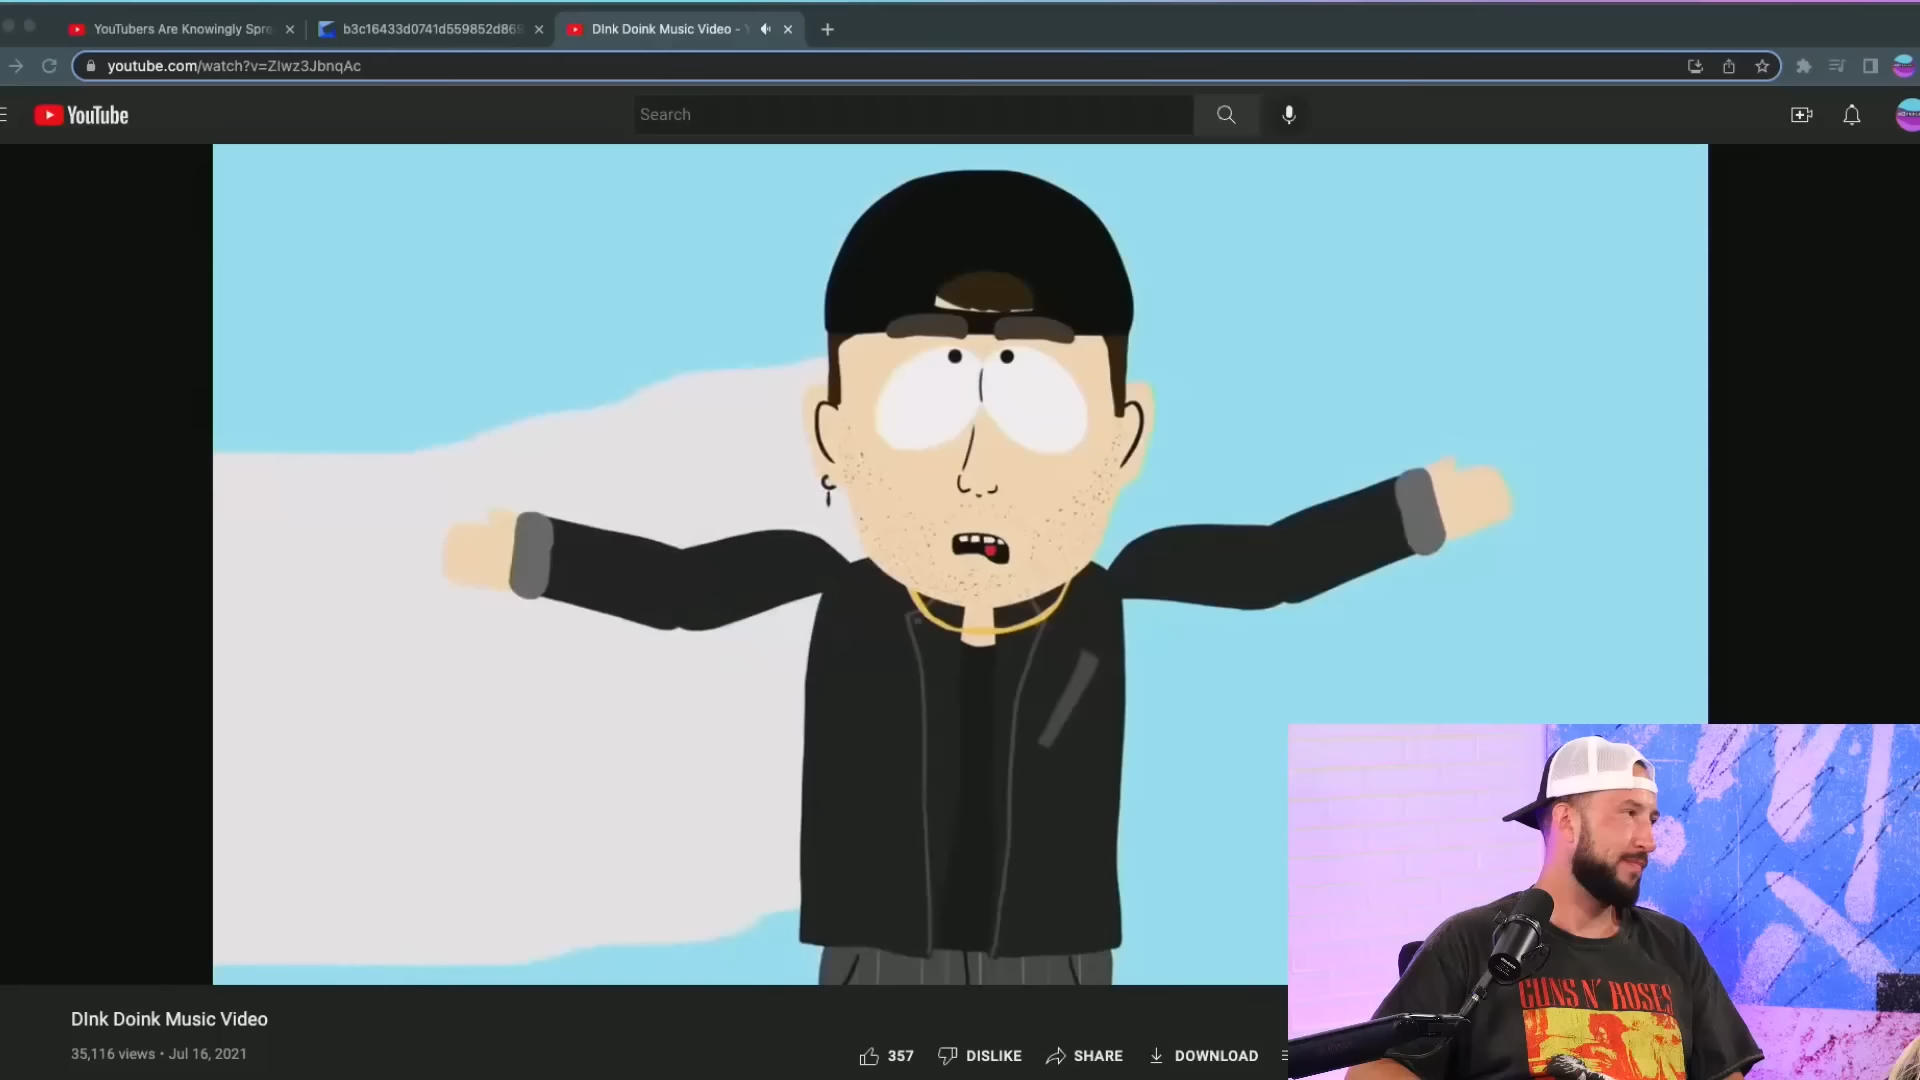 YouTubers Are Knowingly Spre
b3c16433d0741d559852d86
DInk Doink Music Video -
youtube.com/watch?v=Zlwz3JbnqAc
YouTube
Search
DInk Doink Music Video
35,116 views • Jul 16, 2021
357
DISLIKE
SHARE
DOWNLOAD
GUNS N' ROSES